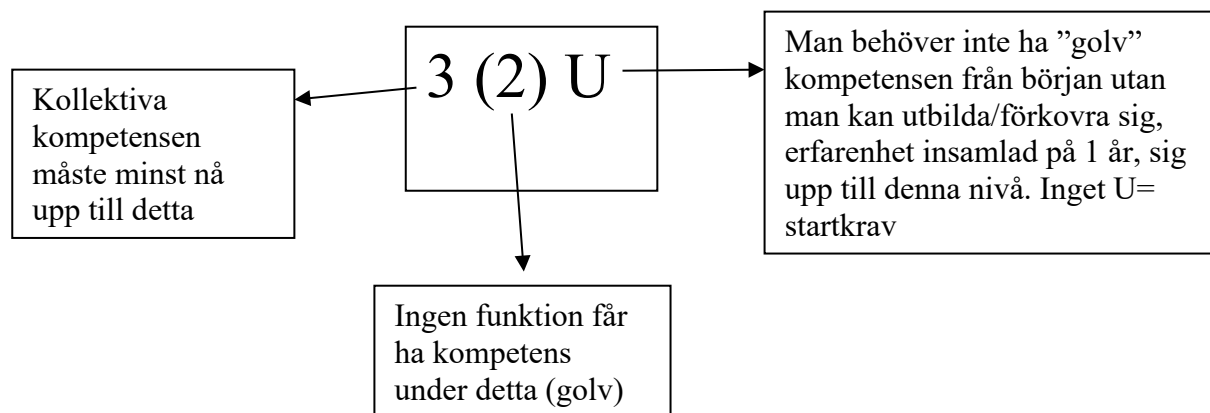 3 (2) U
Kollektiva
kompetensen
måste minst nå
upp till detta
Man behöver inte ha ”golv”
kompetensen från början utan
man kan utbilda/förkovra sig,
erfarenhet insamlad på 1 år, sig
upp till denna nivå. Inget U=
startkrav
Ingen funktion får
ha kompetens
under detta (golv)